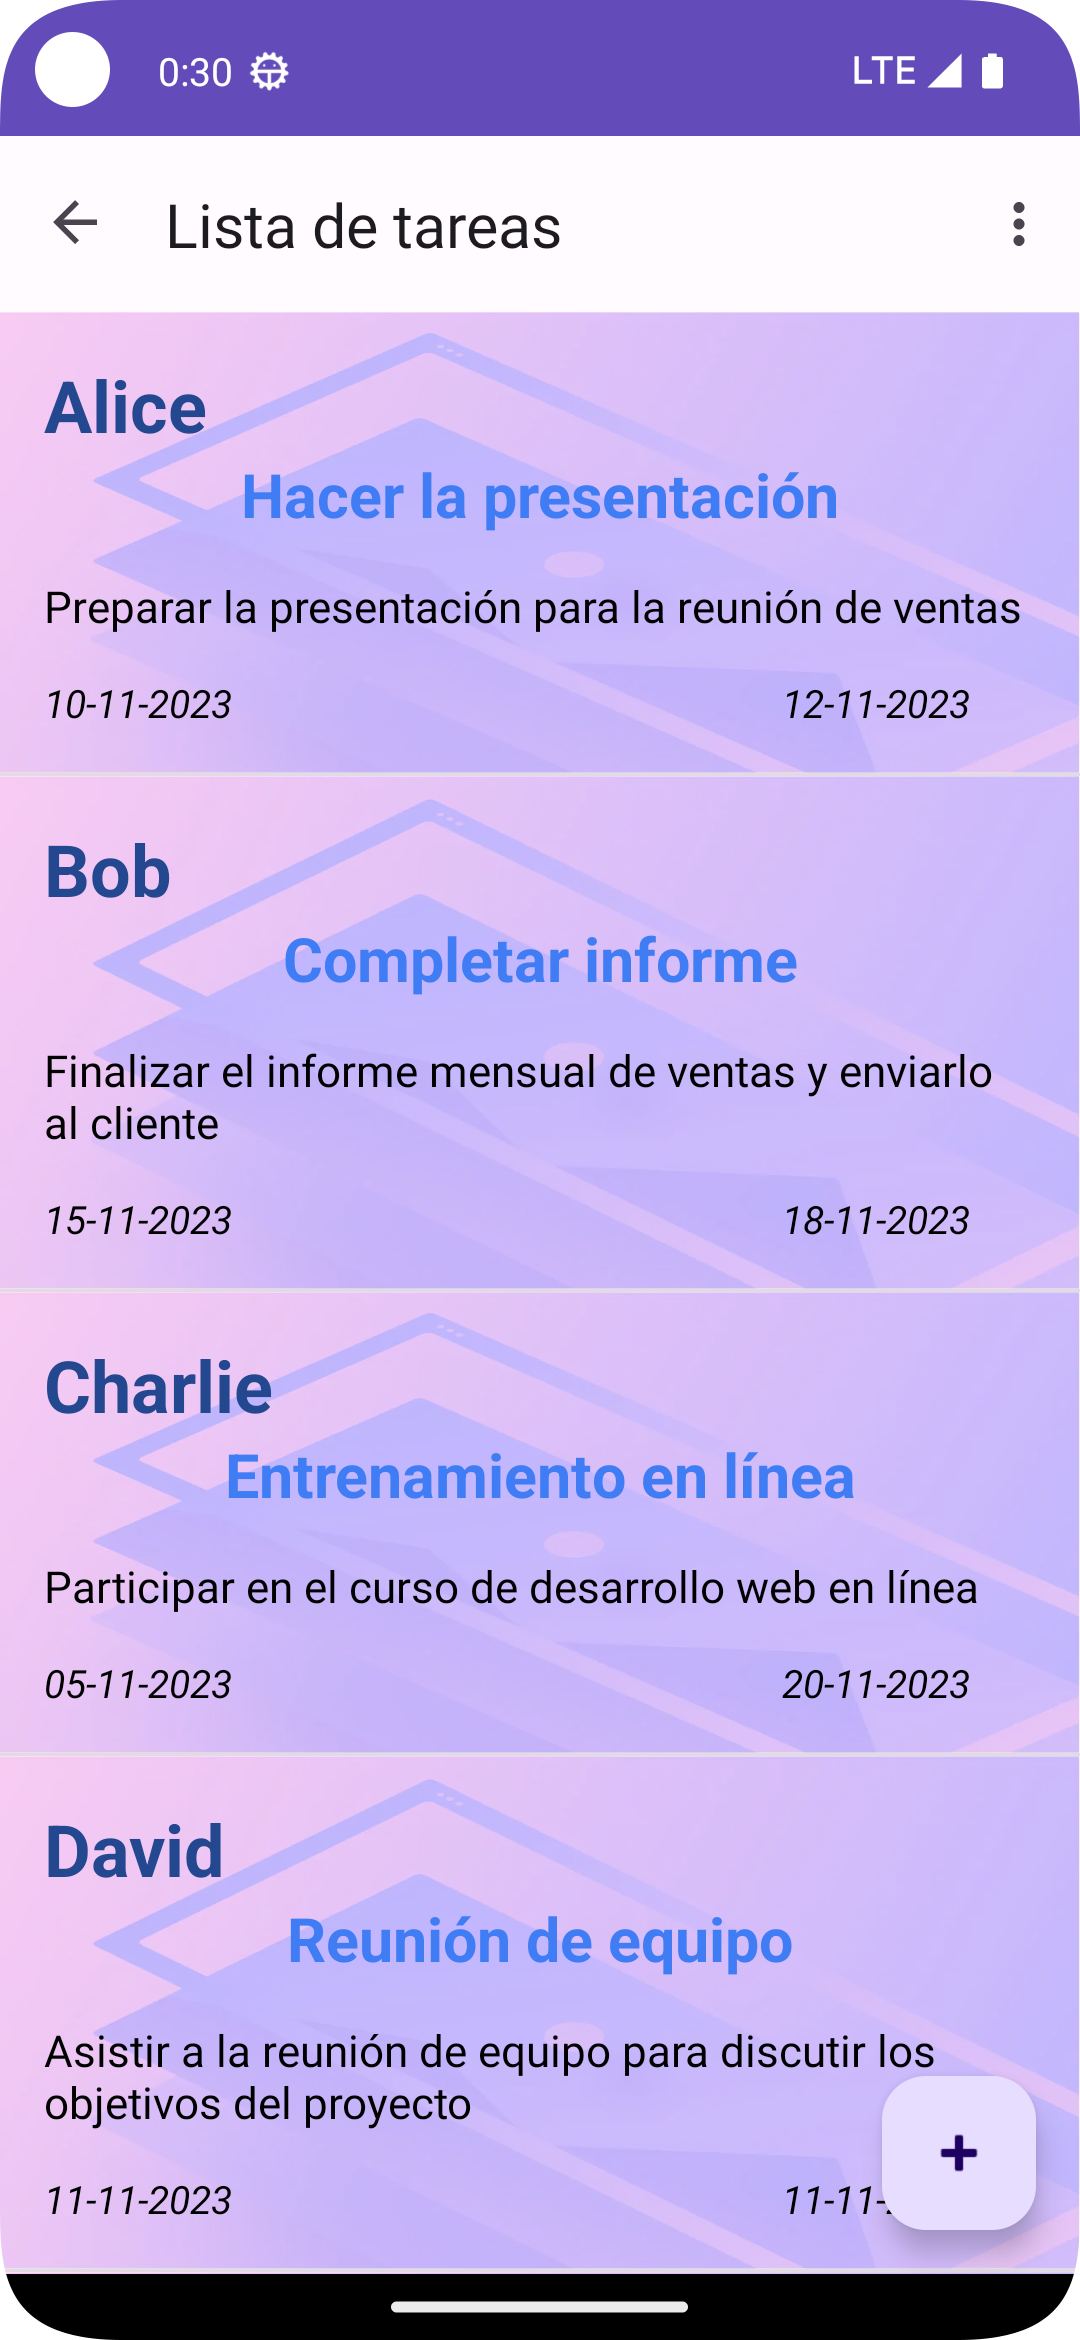 0:30 LTE
Lista de tareas
Alice
Hacer la presentación
Preparar la presentación para la reunión de ventas
10-11-2023 12-11-2023
Bob
Completar informe
Finalizar el informe mensual de ventas y enviarlo
al cliente
15-11-2023 18-11-2023
Charlie
Entrenamiento en línea
Participar en el curso de desarrollo web en línea
05-11-2023 20-11-2023
David
Reunión de equipo
Asistir a la reunión de equipo para discutir los
objetivos del proyecto
11-11-2023 11-11-